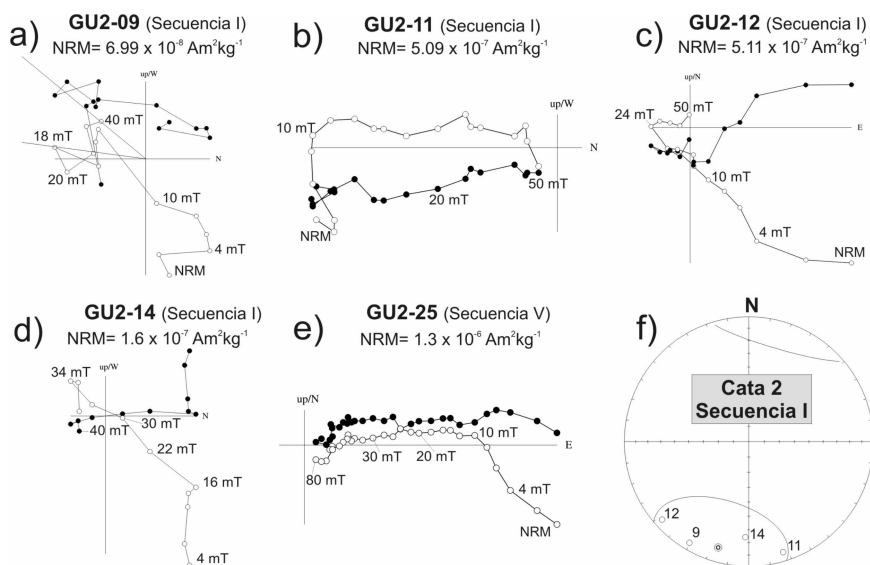 a)
GU2-09 (Secuencia I)
NRM= 6.99 x 10⁻⁸ Am²kg⁻¹
up/W
40 mT
18 mT
N
20 mT
10 mT
4 mT
NRM
b)
GU2-11 (Secuencia I)
NRM= 5.09 x 10⁻⁷ Am²kg⁻¹
up/W
10 mT
N
20 mT
50 mT
NRM
c)
GU2-12 (Secuencia I)
NRM= 5.11 x 10⁻⁷ Am²kg⁻¹
up/N
24 mT
50 mT
E
10 mT
4 mT
NRM
d)
GU2-14 (Secuencia I)
NRM= 1.6 x 10⁻⁷ Am²kg⁻¹
34 mT
up/W
N
30 mT
40 mT
22 mT
16 mT
4 mT
e)
GU2-25 (Secuencia V)
NRM= 1.3 x 10⁻⁶ Am²kg⁻¹
up/N
10 mT
E
30 mT
20 mT
80 mT
4 mT
NRM
f)
N
Cata 2
Secuencia I
12
9
14
11